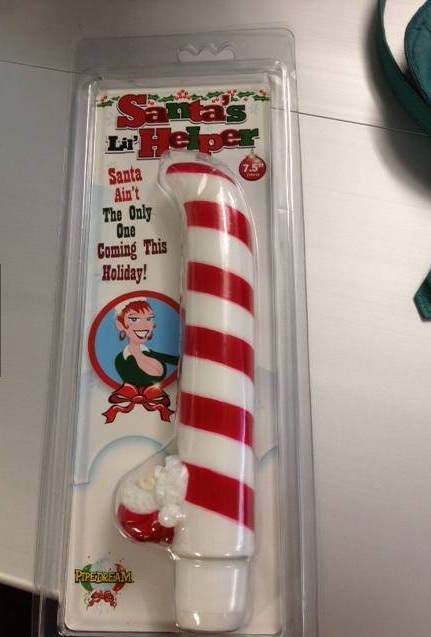 Santa's
Lil' Helper
7.5"
Santa
Ain't
The Only
One
Coming This
Holiday!
PIPEDREAM